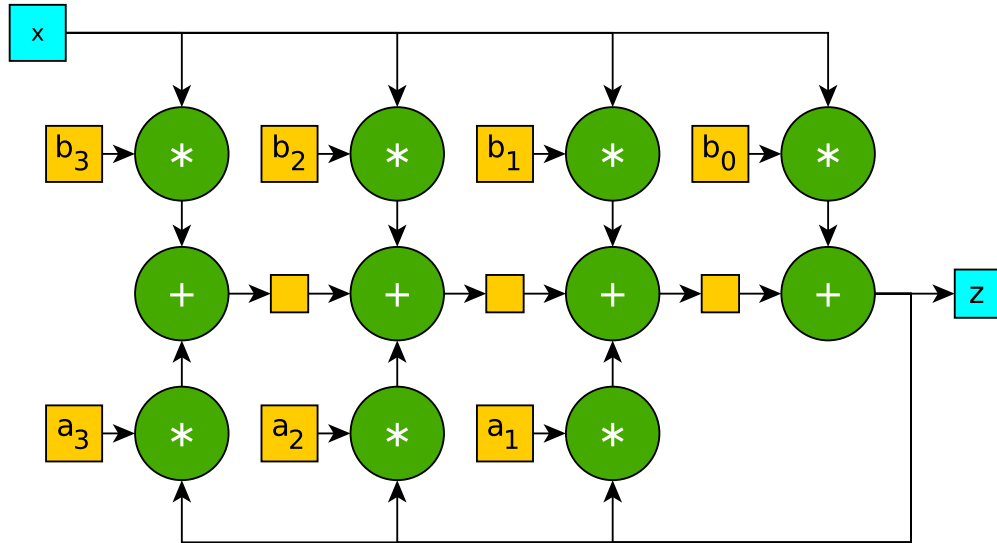 x
b₃ * b₂ * b₁ * b₀ *
+ + + + z
a₃ * a₂ * a₁ *